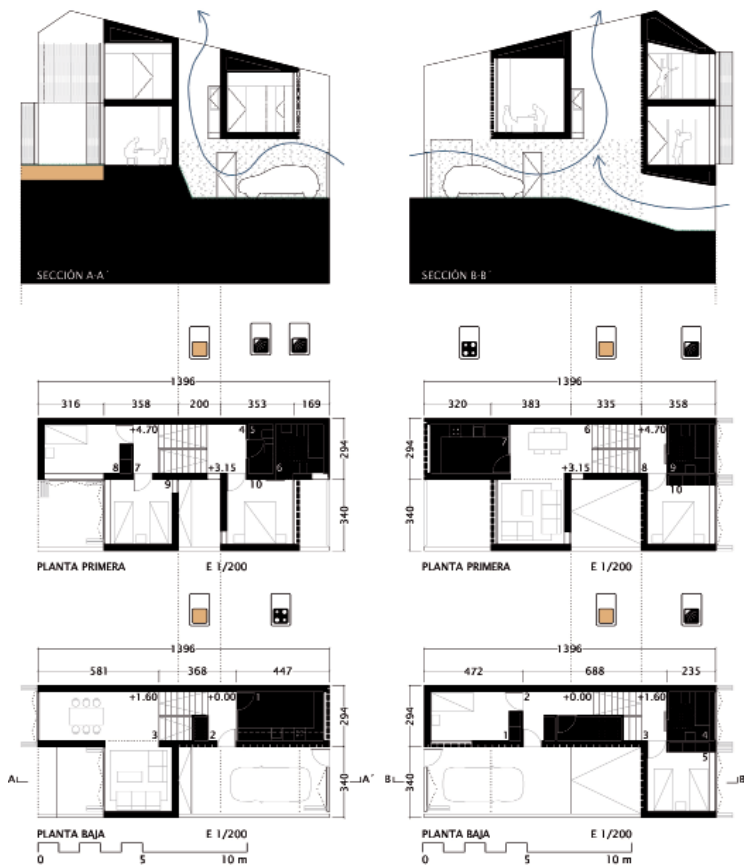 SECCIÓN A-A´
SECCIÓN B-B´
1396
316 358 200 353 169
+4.70 4.5
294
+3.15 6
8 7
9 10
340
PLANTA PRIMERA E 1/200
1396
320 383 335 358
6 +4.70
7
294
+3.15 8 9
10
340
PLANTA PRIMERA E 1/200
1396
581 368 447
+1.60 +0.00 1
294
3 2
340
A A´
PLANTA BAJA E 1/200
0 5 10 m
1396
472 688 235
2 +0.00 +1.60
294
1 3 4
5
340
B B
PLANTA BAJA E 1/200
0 5 10 m